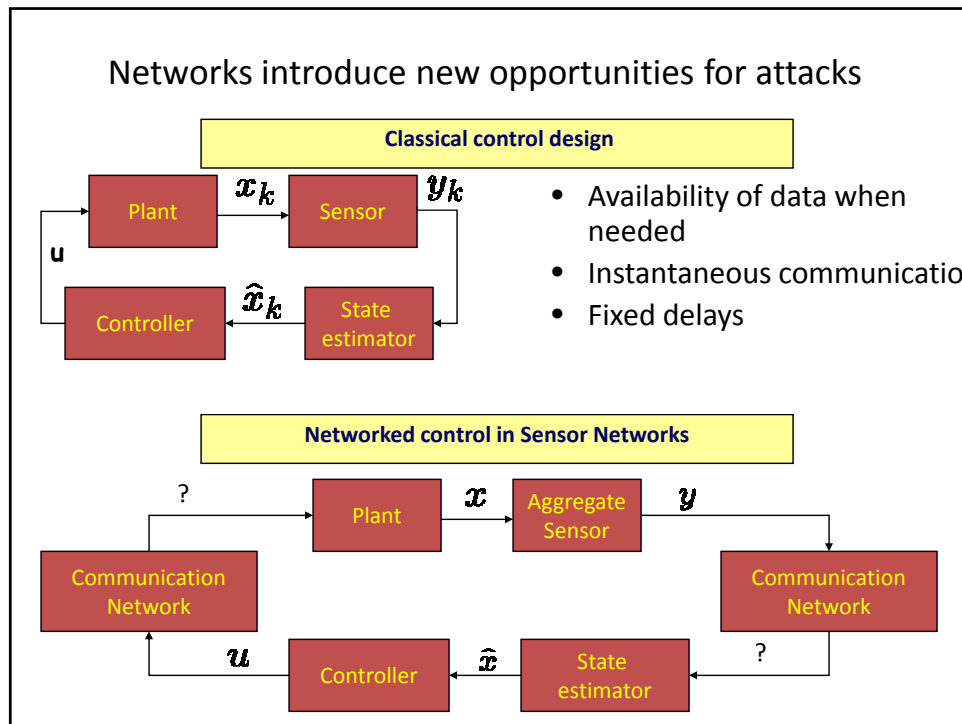 Networks introduce new opportunities for attacks
Classical control design
Plant
x_k
Sensor
y_k
u
Controller
x̂_k
State
estimator
• Availability of data when
needed
• Instantaneous communicatio
• Fixed delays
Networked control in Sensor Networks
?
Plant
x
Aggregate
Sensor
y
Communication
Network
Communication
Network
u
Controller
x̂
State
estimator
?